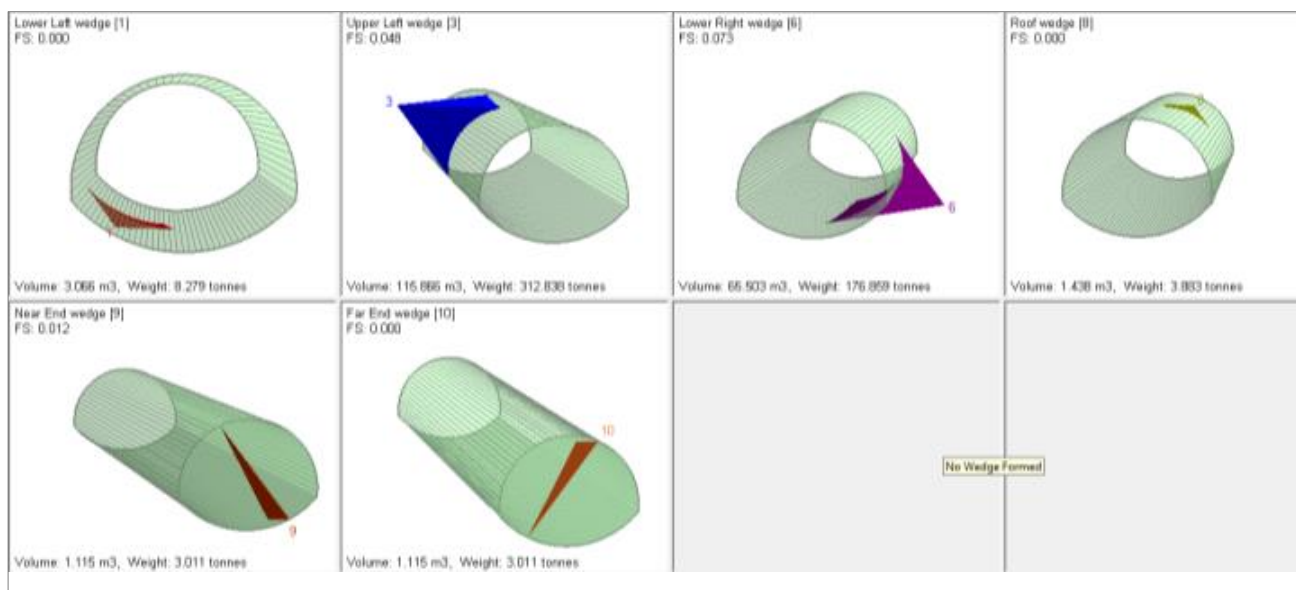 Lower Left wedge [1]
FS: 0.000
1
Volume: 3.066 m3, Weight: 8.279 tonnes
Upper Left wedge [3]
FS: 0.048
3
Volume: 115.866 m3, Weight: 312.838 tonnes
Lower Right wedge [6]
FS: 0.073
6
Volume: 65.503 m3, Weight: 176.859 tonnes
Roof wedge [8]
FS: 0.000
8
Volume: 1.438 m3, Weight: 3.883 tonnes
Near End wedge [9]
FS: 0.012
9
Volume: 1.115 m3, Weight: 3.011 tonnes
Far End wedge [10]
FS: 0.000
10
Volume: 1.115 m3, Weight: 3.011 tonnes
No Wedge Formed